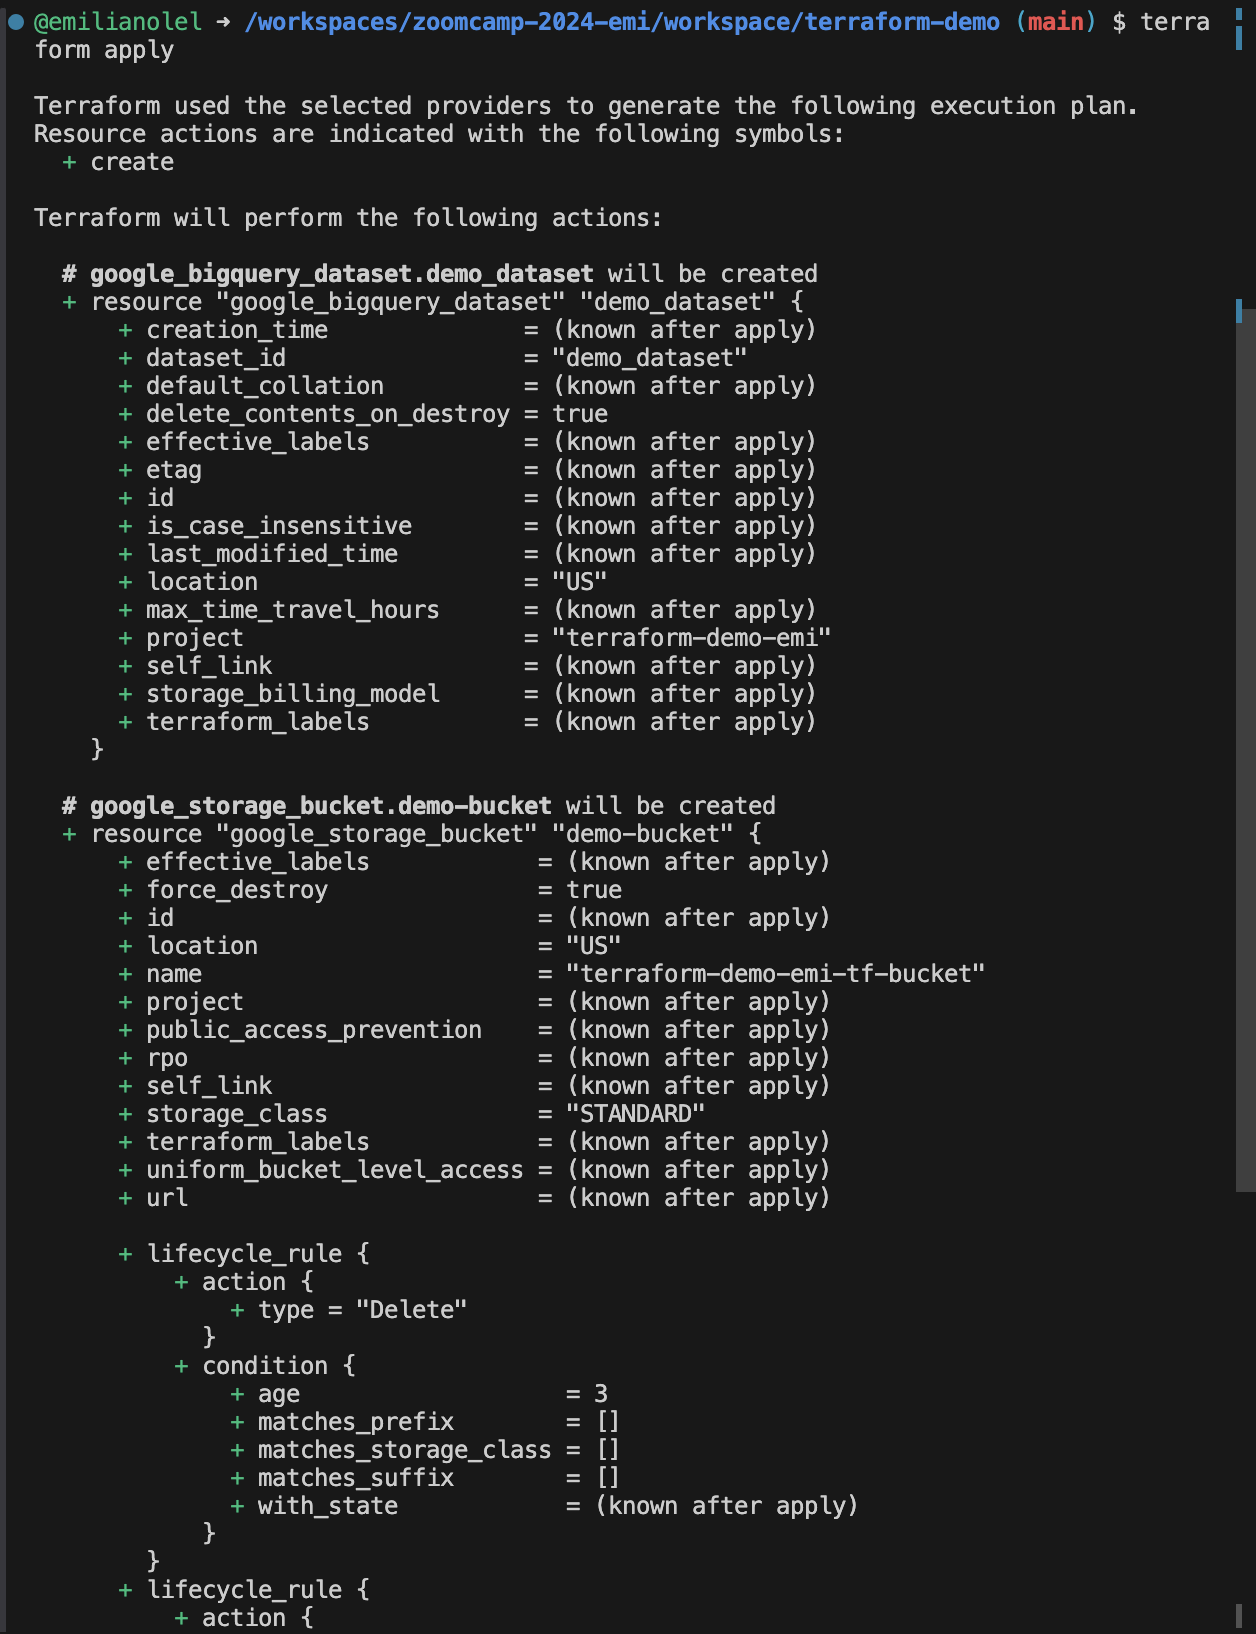 @emilianolel ➜ /workspaces/zoomcamp-2024-emi/workspace/terraform-demo (main) $ terra
form apply

Terraform used the selected providers to generate the following execution plan.
Resource actions are indicated with the following symbols:
  + create

Terraform will perform the following actions:

  # google_bigquery_dataset.demo_dataset will be created
  + resource "google_bigquery_dataset" "demo_dataset" {
      + creation_time              = (known after apply)
      + dataset_id                 = "demo_dataset"
      + default_collation          = (known after apply)
      + delete_contents_on_destroy = true
      + effective_labels           = (known after apply)
      + etag                       = (known after apply)
      + id                         = (known after apply)
      + is_case_insensitive        = (known after apply)
      + last_modified_time         = (known after apply)
      + location                   = "US"
      + max_time_travel_hours      = (known after apply)
      + project                    = "terraform-demo-emi"
      + self_link                  = (known after apply)
      + storage_billing_model      = (known after apply)
      + terraform_labels           = (known after apply)
    }

  # google_storage_bucket.demo-bucket will be created
  + resource "google_storage_bucket" "demo-bucket" {
      + effective_labels            = (known after apply)
      + force_destroy               = true
      + id                          = (known after apply)
      + location                    = "US"
      + name                        = "terraform-demo-emi-tf-bucket"
      + project                     = (known after apply)
      + public_access_prevention    = (known after apply)
      + rpo                         = (known after apply)
      + self_link                   = (known after apply)
      + storage_class               = "STANDARD"
      + terraform_labels            = (known after apply)
      + uniform_bucket_level_access = (known after apply)
      + url                         = (known after apply)

      + lifecycle_rule {
          + action {
              + type = "Delete"
            }
          + condition {
              + age                   = 3
              + matches_prefix        = []
              + matches_storage_class = []
              + matches_suffix        = []
              + with_state            = (known after apply)
            }
        }
      + lifecycle_rule {
          + action {